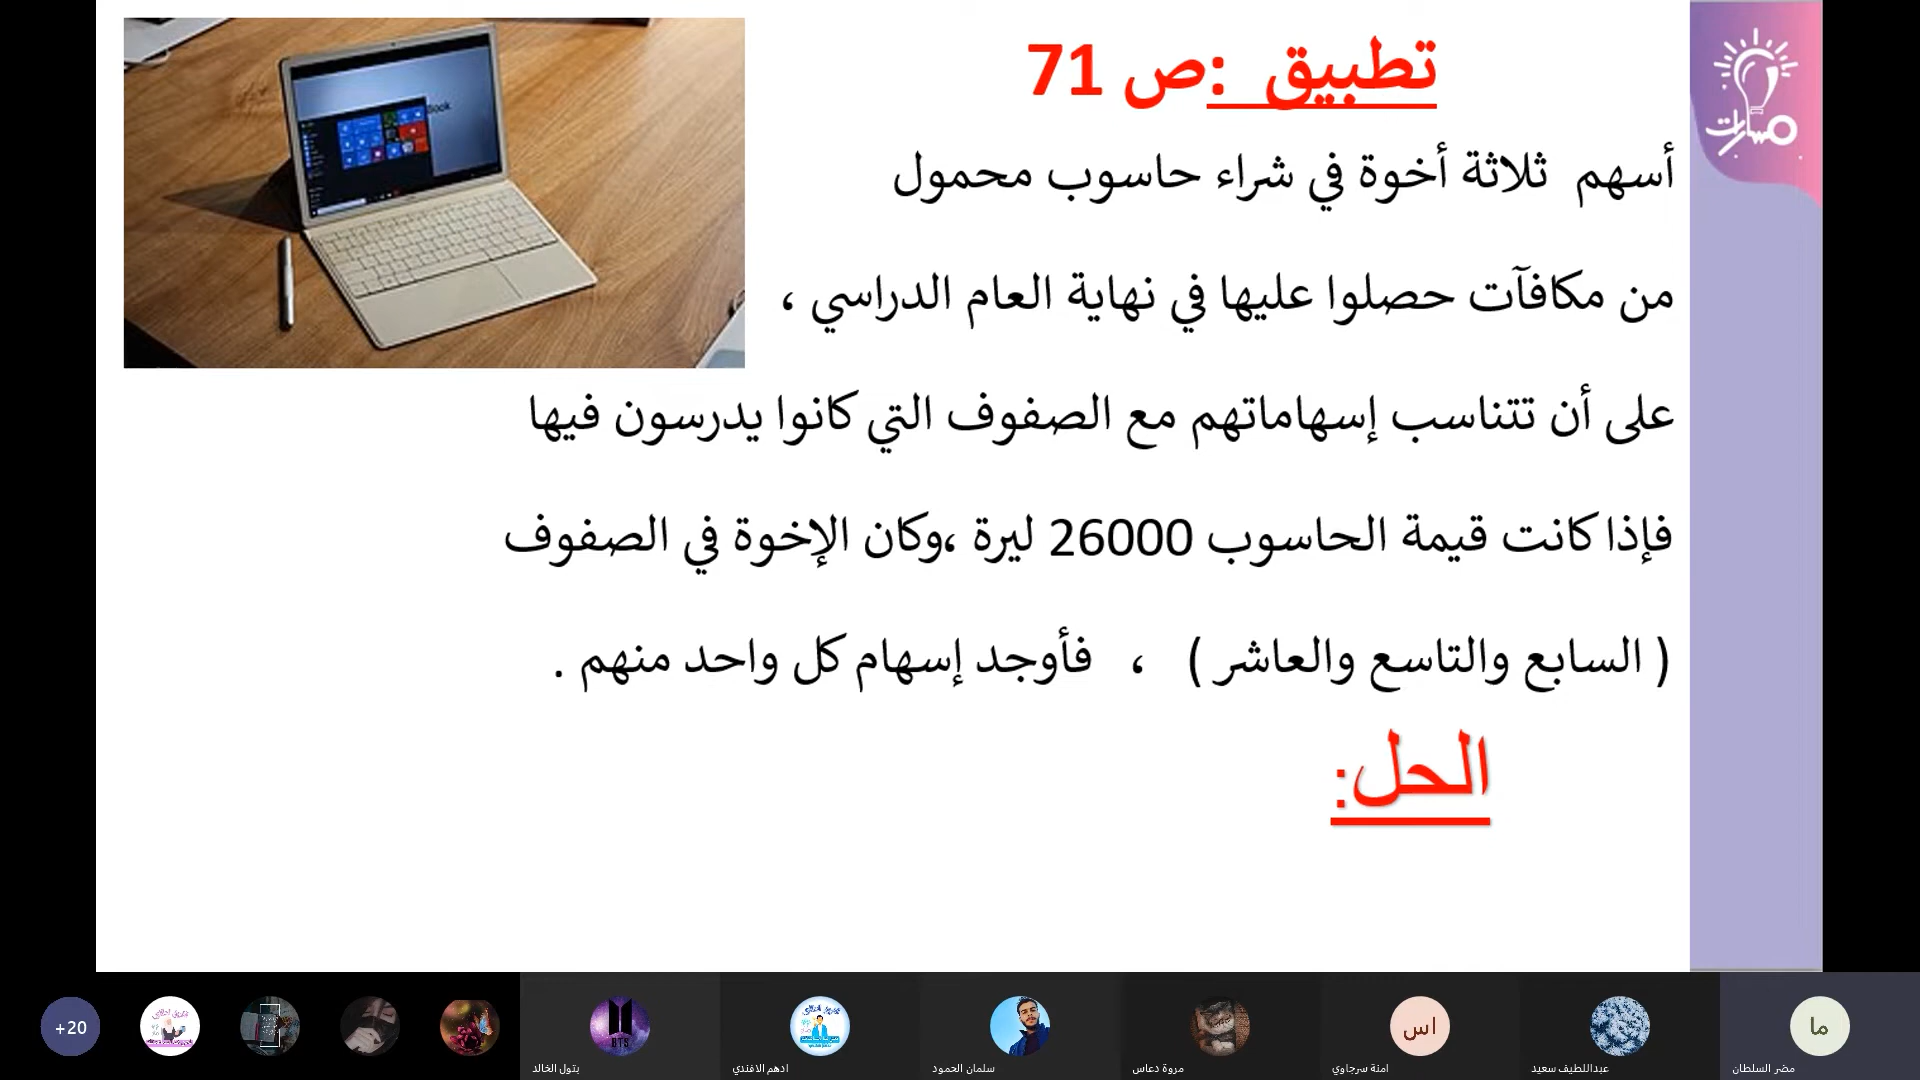 تطبيق :ص 71
مسارات
أسهم ثلاثة أخوة في شراء حاسوب محمول
من مكافآت حصلوا عليها في نهاية العام الدراسي ،
على أن تتناسب إسهاماتهم مع الصفوف التي كانوا يدرسون فيها
فإذا كانت قيمة الحاسوب 26000 ليرة ،وكان الإخوة في الصفوف
( السابع والتاسع والعاشر ) ، فأوجد إسهام كل واحد منهم .
الحل:
+20
BTS
اس
ما
بتول الخالد
ادهم الافندي
سلمان الحمود
مروة دعاس
امنة سرجاوي
عبداللطيف سعيد
مضر السلطان